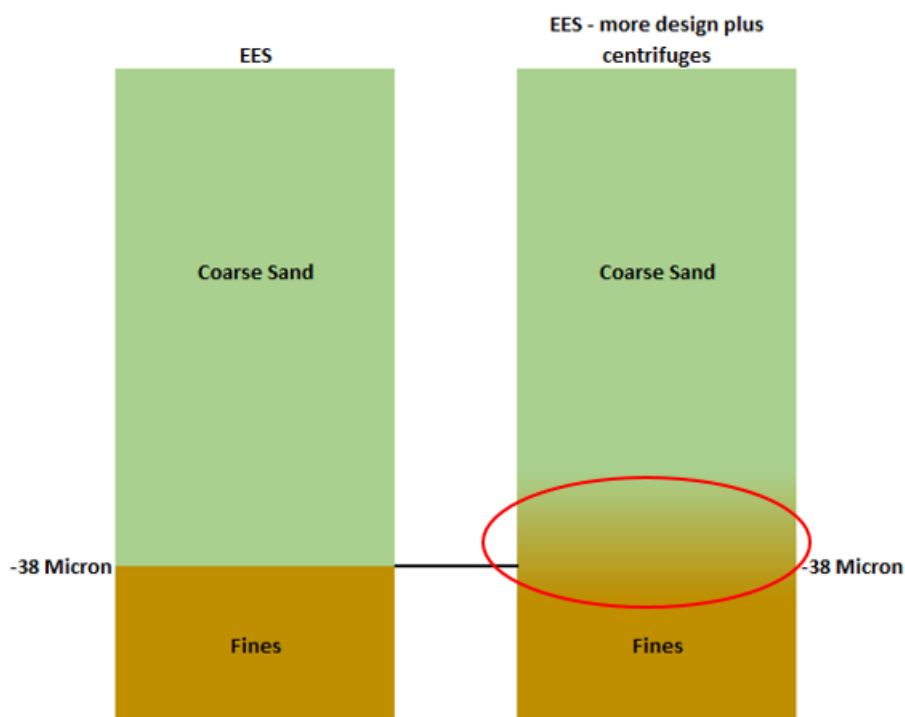 EES
EES - more design plus
centrifuges
Coarse Sand
Coarse Sand
-38 Micron
-38 Micron
Fines
Fines